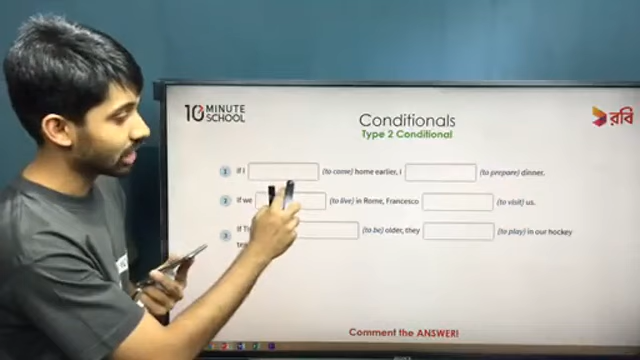 10 MINUTE
SCHOOL
Conditionals
Type 2 Conditional
রবি
1 If I (to come) home earlier, I (to prepare) dinner.
2 If we (to live) in Rome, Francesco (to visit) us.
3 If (to be) older, they (to play) in our hockey
Comment the ANSWER!